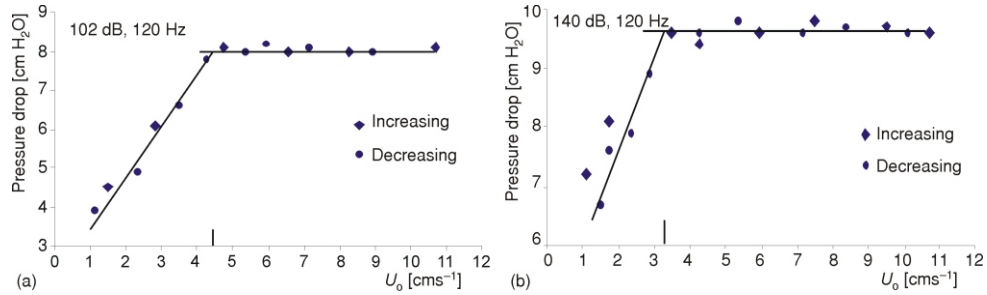 102 dB, 120 Hz
Pressure drop [cm H₂O]
9
8
7
6
5
4
3
Increasing
Decreasing
0 1 2 3 4 5 6 7 8 9 10 11 12
(a)
Uₒ [cms⁻¹]
140 dB, 120 Hz
Pressure drop [cm H₂O]
10
9
8
7
6
Increasing
Decreasing
0 1 2 3 4 5 6 7 8 9 10 11 12
(b)
Uₒ [cms⁻¹]